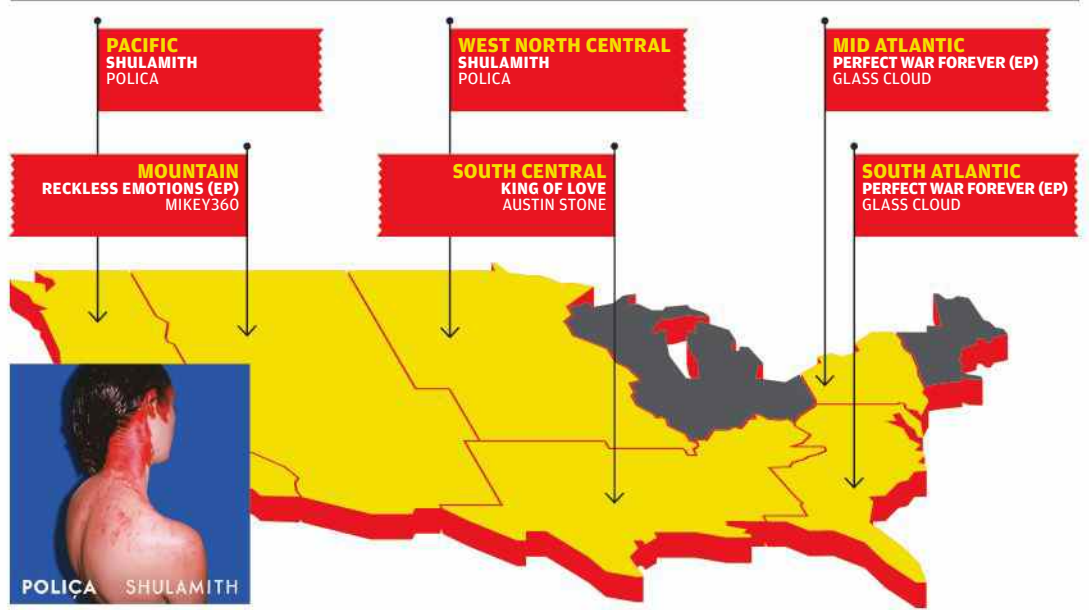 PACIFIC
SHULAMITH
POLICA
WEST NORTH CENTRAL
SHULAMITH
POLICA
MID ATLANTIC
PERFECT WAR FOREVER (EP)
GLASS CLOUD
MOUNTAIN
RECKLESS EMOTIONS (EP)
MIKEY360
SOUTH CENTRAL
KING OF LOVE
AUSTIN STONE
SOUTH ATLANTIC
PERFECT WAR FOREVER (EP)
GLASS CLOUD
POLIÇA SHULAMITH